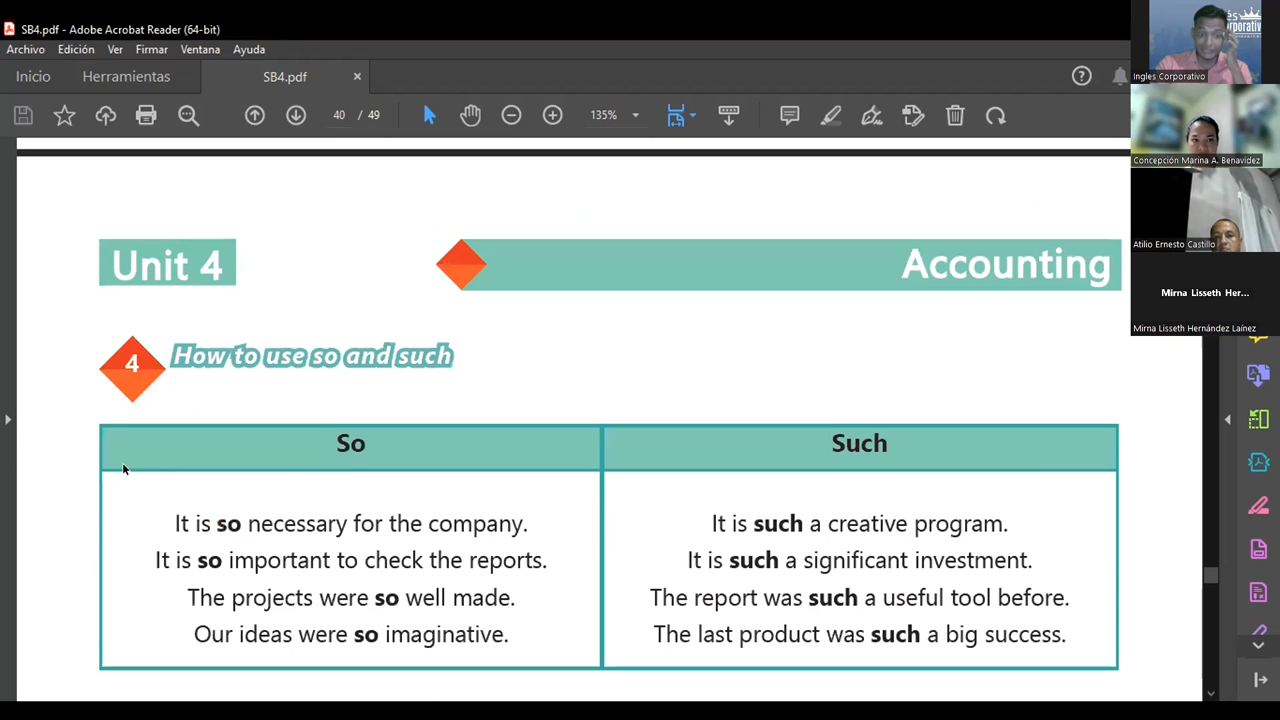 SB4.pdf - Adobe Acrobat Reader (64-bit)
Archivo Edición Ver Firmar Ventana Ayuda
Inicio Herramientas SB4.pdf ×
40 / 49 135%
Unit 4 Accounting
4 How to use so and such
So Such
It is so necessary for the company. It is such a creative program.
It is so important to check the reports. It is such a significant investment.
The projects were so well made. The report was such a useful tool before.
Our ideas were so imaginative. The last product was such a big success.
Ingles Corporativo
Concepción Marina A. Benavidez
Atilio Ernesto Castillo
Mirna Lisseth Her...
Mirna Lisseth Hernández Laínez